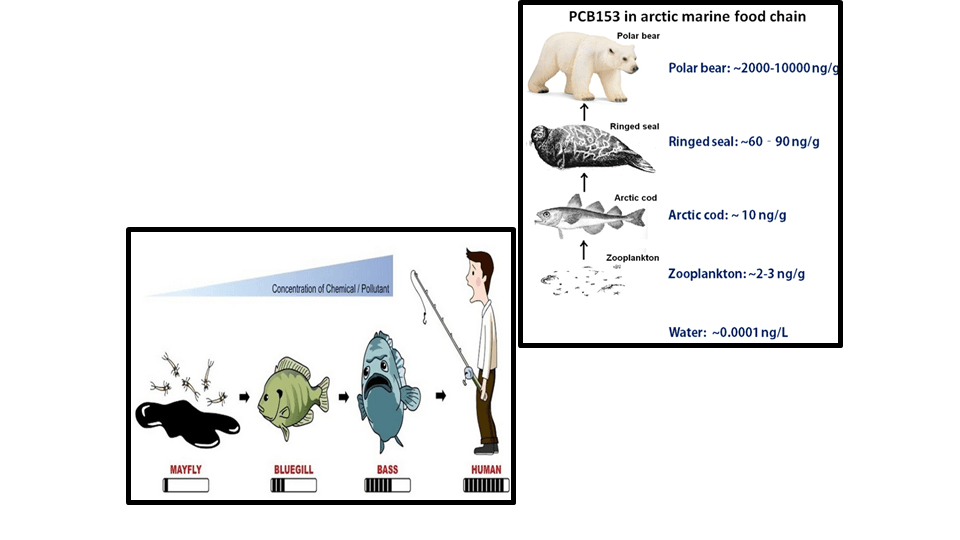 PCB153 in arctic marine food chain
Polar bear
Polar bear: ~2000-10000 ng/g
Ringed seal
Ringed seal: ~60 - 90 ng/g
Arctic cod
Arctic cod: ~ 10 ng/g
Zooplankton
Zooplankton: ~2-3 ng/g
Water: ~0.0001 ng/L
Concentration of Chemical / Pollutant
MAYFLY
BLUEGILL
BASS
HUMAN